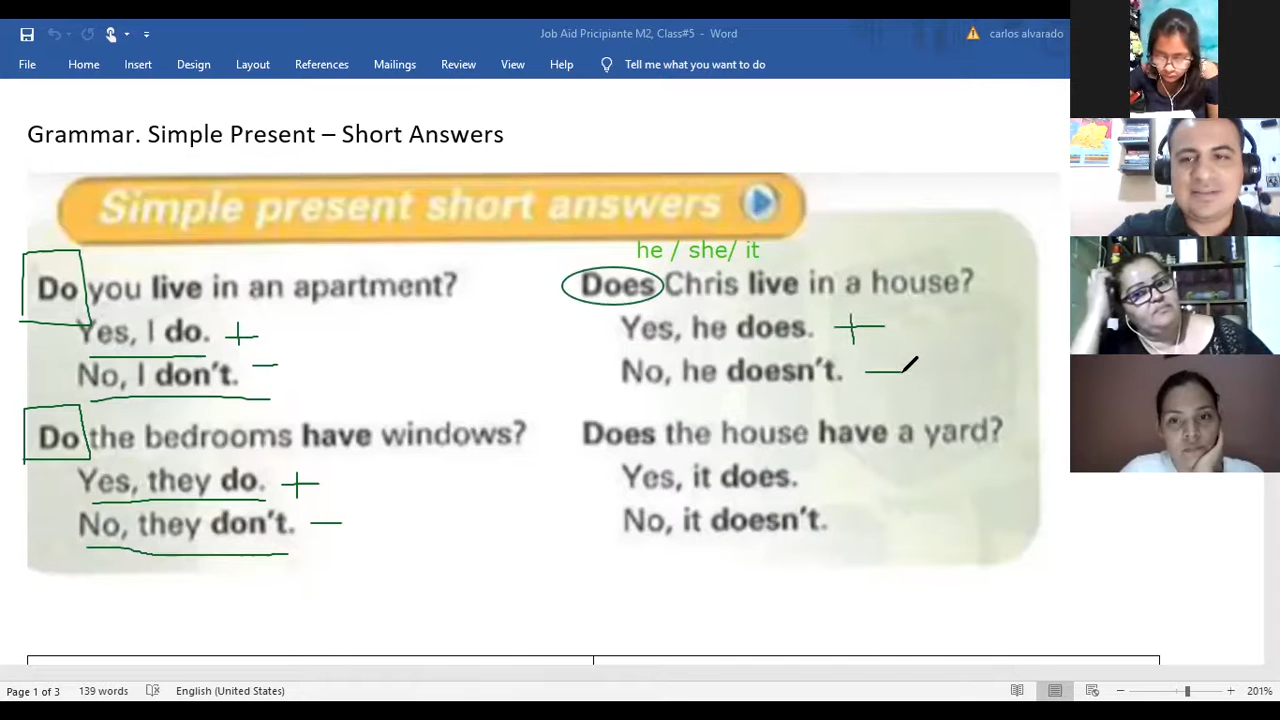 Job Aid Pricipiante M2, Class#5 - Word
carlos alvarado
File Home Insert Design Layout References Mailings Review View Help Tell me what you want to do
Grammar. Simple Present – Short Answers
Simple present short answers
he / she/ it
Do you live in an apartment?
Yes, I do. +
No, I don't. –
Do the bedrooms have windows?
Yes, they do. +
No, they don't. –
Does Chris live in a house?
Yes, he does. +
No, he doesn't. –
Does the house have a yard?
Yes, it does.
No, it doesn't.
Page 1 of 3 139 words English (United States) 201%